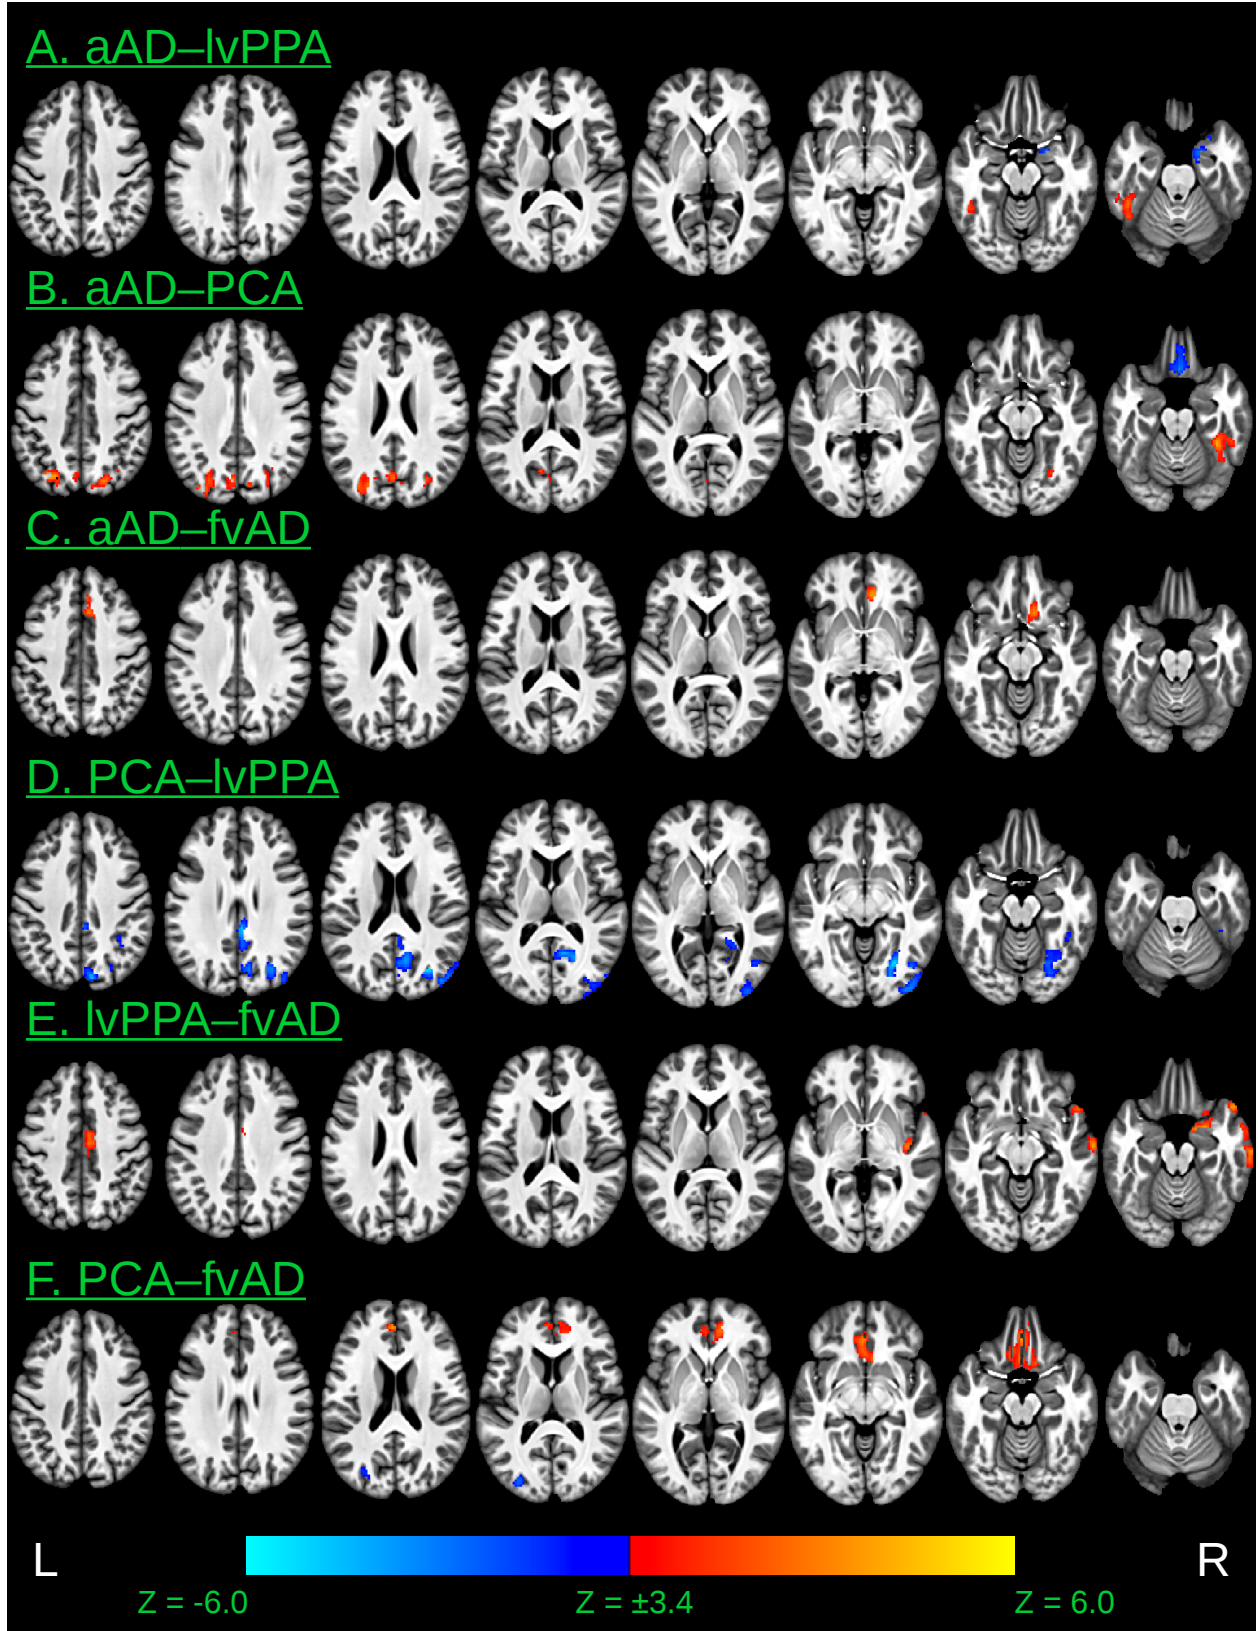 A. aAD–lvPPA
B. aAD–PCA
C. aAD–fvAD
D. PCA–lvPPA
E. lvPPA–fvAD
F. PCA–fvAD
L R
Z = -6.0 Z = ±3.4 Z = 6.0